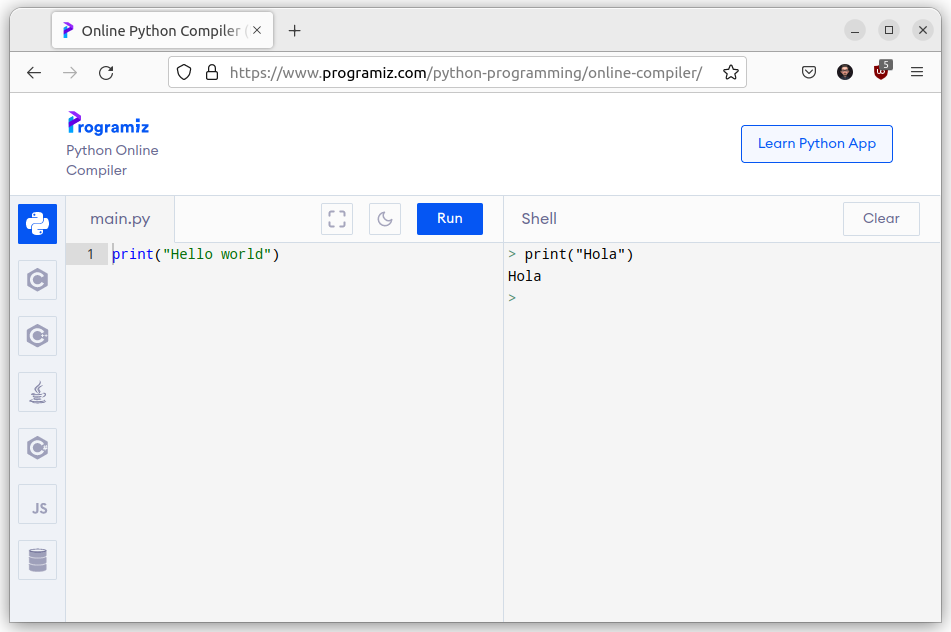 Online Python Compiler (
https://www.programiz.com/python-programming/online-compiler/
5
Programiz
Python Online
Compiler
Learn Python App
main.py
Run
Shell
Clear
1 print("Hello world")
> print("Hola")
Hola
>
C
C++
C#
JS